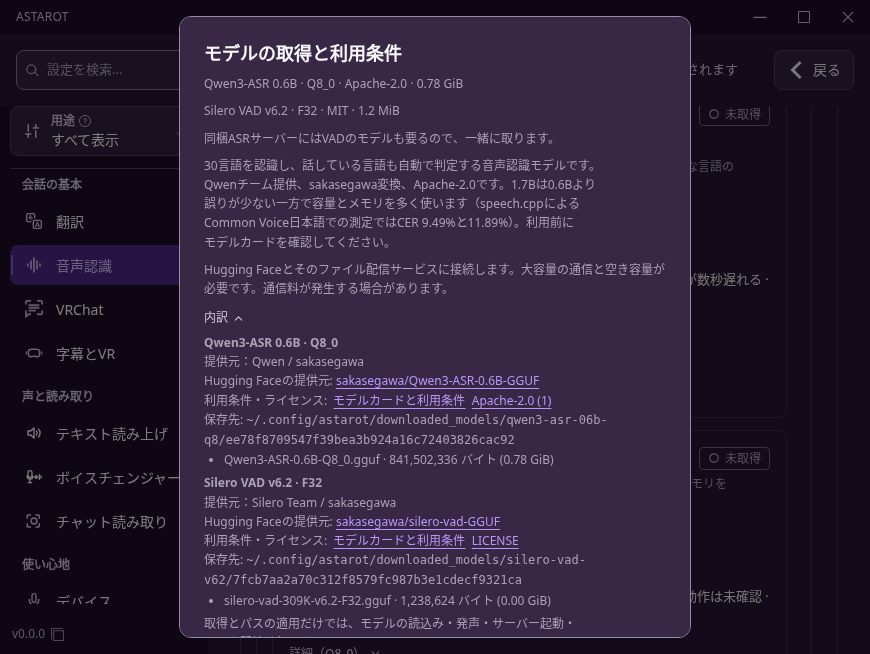 ASTAROT
設定を検索...
されます
戻る
用途
すべて表示
会話の基本
翻訳
音声認識
VRChat
字幕とVR
声と読み取り
テキスト読み上げ
ボイスチェンジャー
チャット読み取り
使い心地
デバイス
v0.0.0
モデルの取得と利用条件
Qwen3-ASR 0.6B · Q8_0 · Apache-2.0 · 0.78 GiB
Silero VAD v6.2 · F32 · MIT · 1.2 MiB
同梱ASRサーバーにはVADのモデルも要るので、一緒に取ります。
30言語を認識し、話している言語も自動で判定する音声認識モデルです。
Qwenチーム提供、sakasegawa変換、Apache-2.0です。1.7Bは0.6Bより
誤りが少ない一方で容量とメモリを多く使います（speech.cppによる
Common Voice日本語での測定ではCER 9.49%と11.89%）。利用前に
モデルカードを確認してください。
Hugging Faceとそのファイル配信サービスに接続します。大容量の通信と空き容量が
必要です。通信料が発生する場合があります。
内訳
Qwen3-ASR 0.6B · Q8_0
提供元：Qwen / sakasegawa
Hugging Faceの提供元: sakasegawa/Qwen3-ASR-0.6B-GGUF
利用条件・ライセンス: モデルカードと利用条件 Apache-2.0 (1)
保存先: ~/.config/astarot/downloaded_models/qwen3-asr-06b-
q8/ee78f8709547f39bea3b924a16c72403826cac92
• Qwen3-ASR-0.6B-Q8_0.gguf · 841,502,336 バイト (0.78 GiB)
Silero VAD v6.2 · F32
提供元：Silero Team / sakasegawa
Hugging Faceの提供元: sakasegawa/silero-vad-GGUF
利用条件・ライセンス: モデルカードと利用条件 LICENSE
保存先: ~/.config/astarot/downloaded_models/silero-vad-
v62/7fcb7aa2a70c312f8579fc987b3e1cdecf9321ca
• silero-vad-309K-v6.2-F32.gguf · 1,238,624 バイト (0.00 GiB)
取得とパスの適用だけでは、モデルの読込み・発声・サーバー起動・
未取得
な言語の
が数秒遅れる ·
未取得
モリを
動作は未確認 ·
詳細（Q8_0）